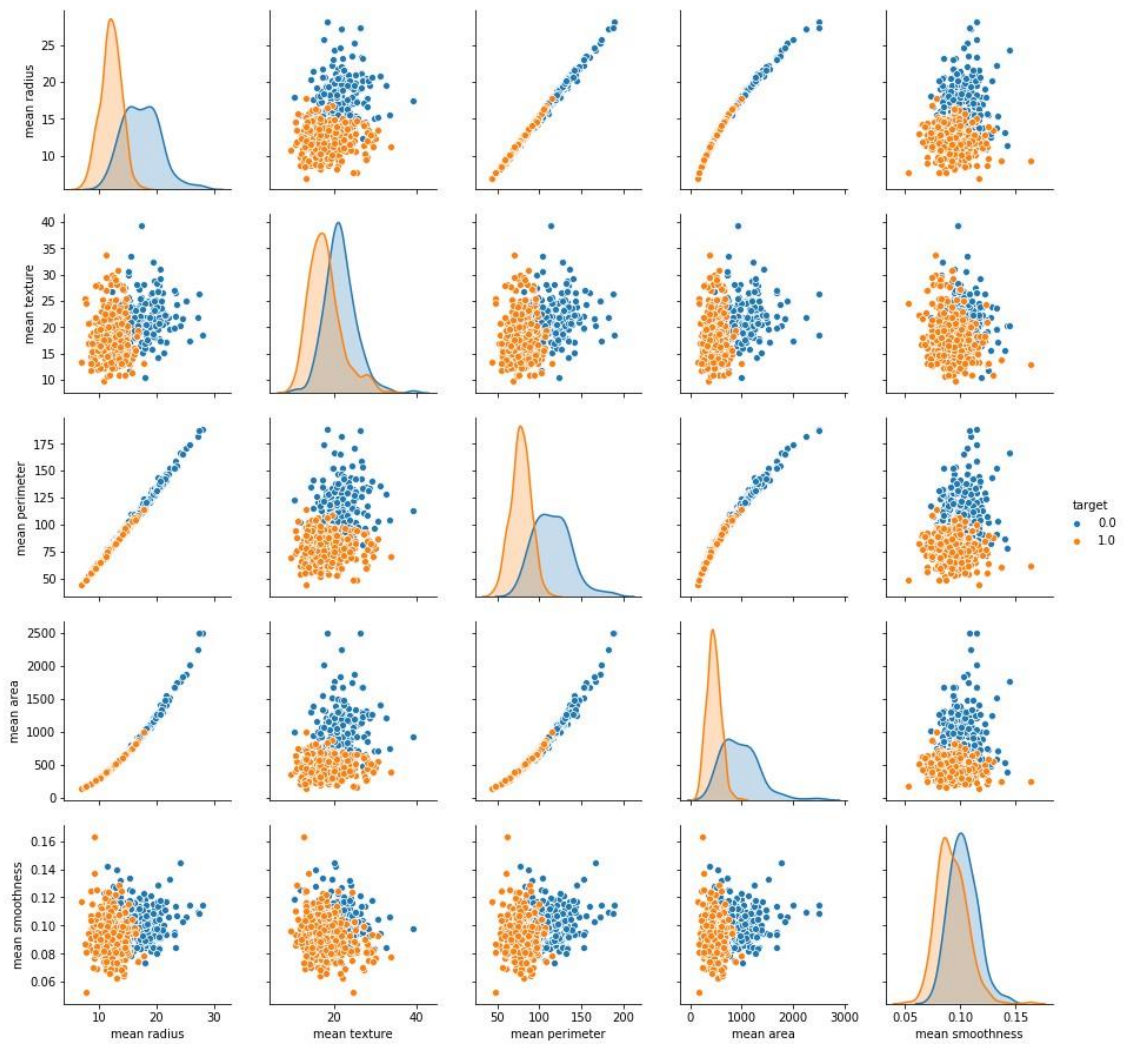 mean radius
25
20
15
10
mean texture
40
35
30
25
20
15
10
mean perimeter
175
150
125
100
75
50
target
0.0
1.0
mean area
2500
2000
1500
1000
500
0
mean smoothness
0.16
0.14
0.12
0.10
0.08
0.06
10 20 30
20 40
50 100 150 200
0 1000 2000 3000
0.05 0.10 0.15
mean radius
mean texture
mean perimeter
mean area
mean smoothness